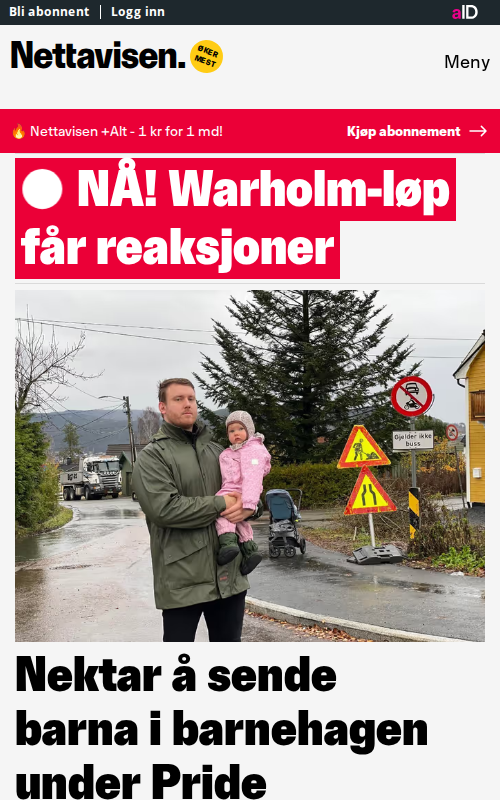 Bli abonnent
Logg inn
aID
Nettavisen.
ØKER
MEST
Meny
🔥 Nettavisen +Alt - 1 kr for 1 md!
Kjøp abonnement →
NÅ! Warholm-løp
får reaksjoner
Gjelder ikke
buss
Nektar å sende
barna i barnehagen
under Pride